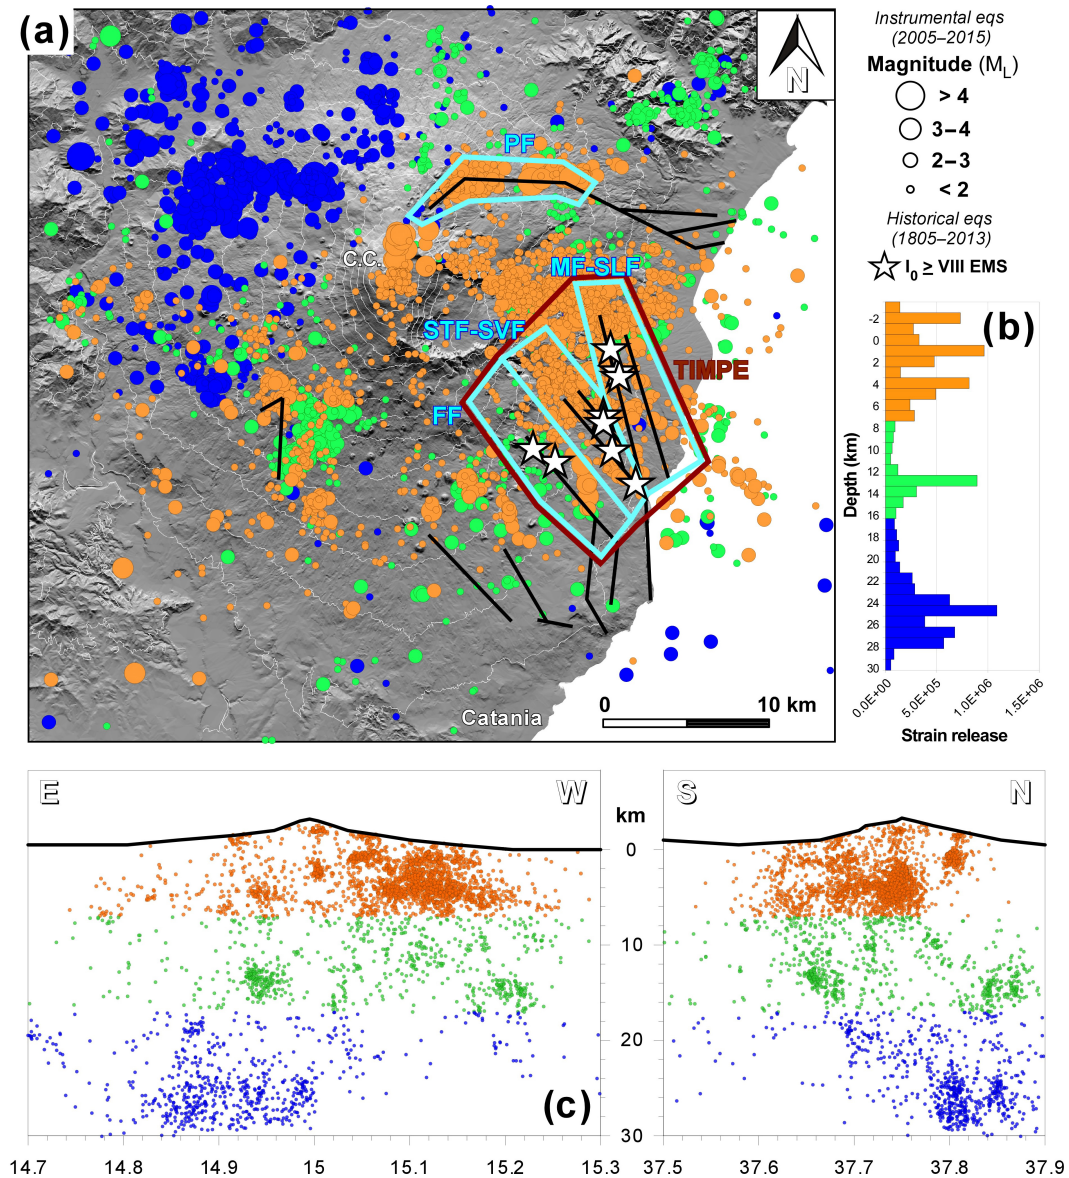 (a)
N
PF
C.C.
MF-SLF
STF-SVF
TIMPE
FF
Catania
0 10 km
Instrumental eqs
(2005–2015)
Magnitude (ML)
> 4
3–4
2–3
< 2
Historical eqs
(1805–2013)
I0 ≥ VIII EMS
(b)
-2
0
2
4
6
8
10
12
14
16
18
20
22
24
26
28
30
Depth (km)
0.0E+00 5.0E+05 1.0E+06 1.5E+06
Strain release
E W
S N
km
0
10
20
30
(c)
14.7 14.8 14.9 15 15.1 15.2 15.3
37.5 37.6 37.7 37.8 37.9